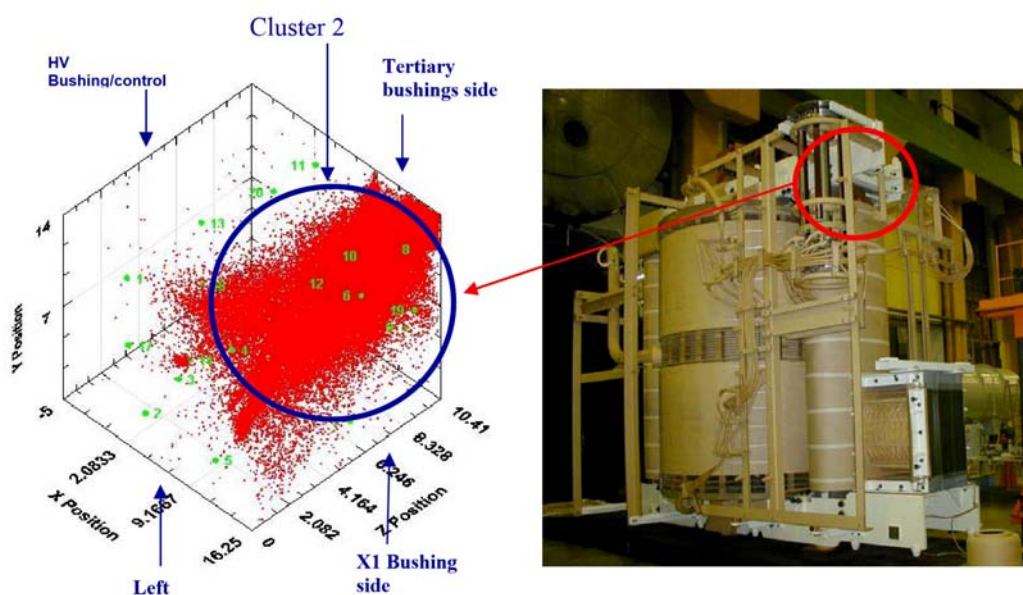 Cluster 2
HV
Bushing/control
Tertiary
bushings side
11
20
13
14
1
10
8
12
6
19
7
4
17
3
2
5
-5
Y Position
2.0833
9.1667
16.25
X Position
0
2.082
4.164
6.246
8.328
10.41
Z Position
Left
X1 Bushing
side